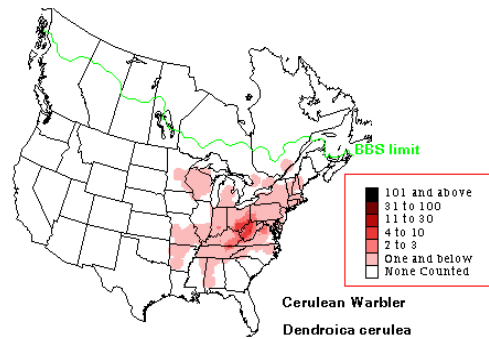 BBS limit
101 and above
31 to 100
11 to 30
4 to 10
2 to 3
One and below
None Counted
Cerulean Warbler
Dendroica cerulea